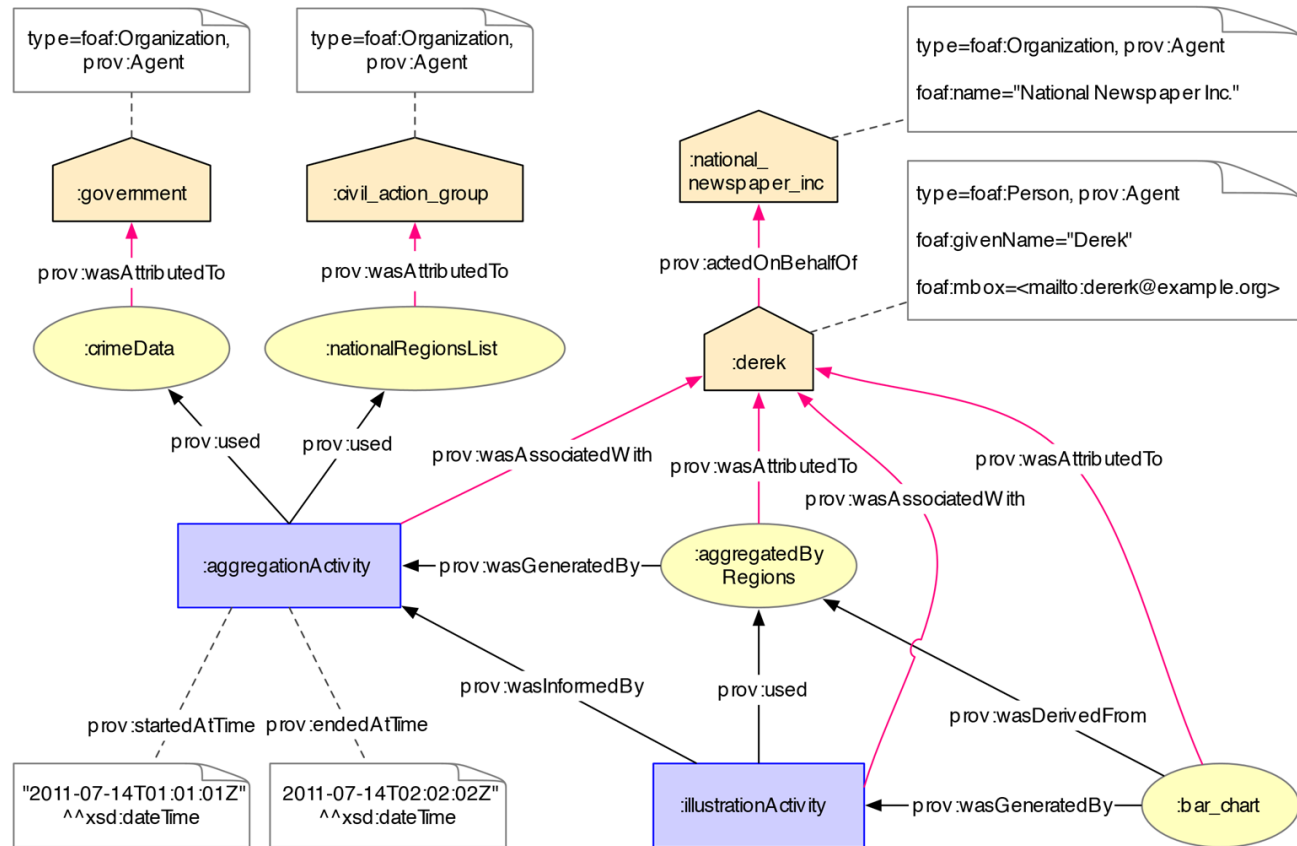 type=foaf:Organization,
prov:Agent
type=foaf:Organization,
prov:Agent
type=foaf:Organization, prov:Agent
foaf:name="National Newspaper Inc."
:government
:civil_action_group
:national_
newspaper_inc
type=foaf:Person, prov:Agent
foaf:givenName="Derek"
foaf:mbox=<mailto:dererk@example.org>
prov:wasAttributedTo
prov:wasAttributedTo
prov:actedOnBehalfOf
:crimeData
:nationalRegionsList
:derek
prov:used
prov:used
prov:wasAssociatedWith
prov:wasAttributedTo
prov:wasAttributedTo
prov:wasAssociatedWith
:aggregationActivity
prov:wasGeneratedBy
:aggregatedBy
Regions
prov:wasInformedBy
prov:used
prov:wasDerivedFrom
prov:startedAtTime
prov:endedAtTime
"2011-07-14T01:01:01Z"
^^xsd:dateTime
2011-07-14T02:02:02Z"
^^xsd:dateTime
:illustrationActivity
prov:wasGeneratedBy
:bar_chart